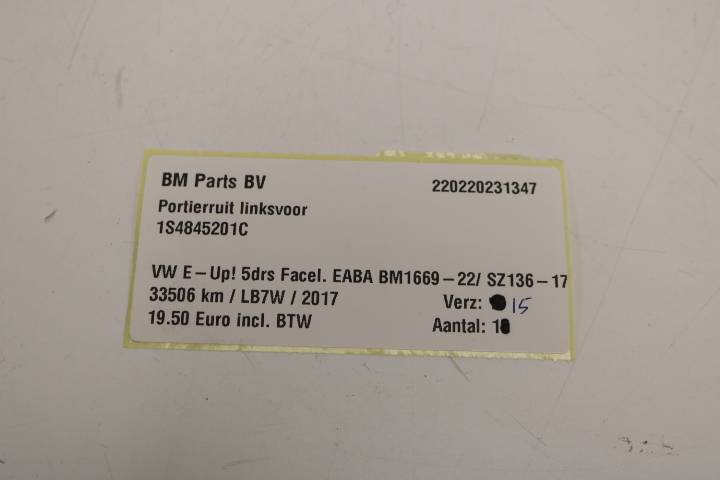 BM Parts BV 220220231347
Portierruit linksvoor
1S4845201C
VW E-Up! 5drs Facel. EABA BM1669-22/ SZ136-17
33506 km / LB7W / 2017 Verz: 15
19.50 Euro incl. BTW Aantal: 1